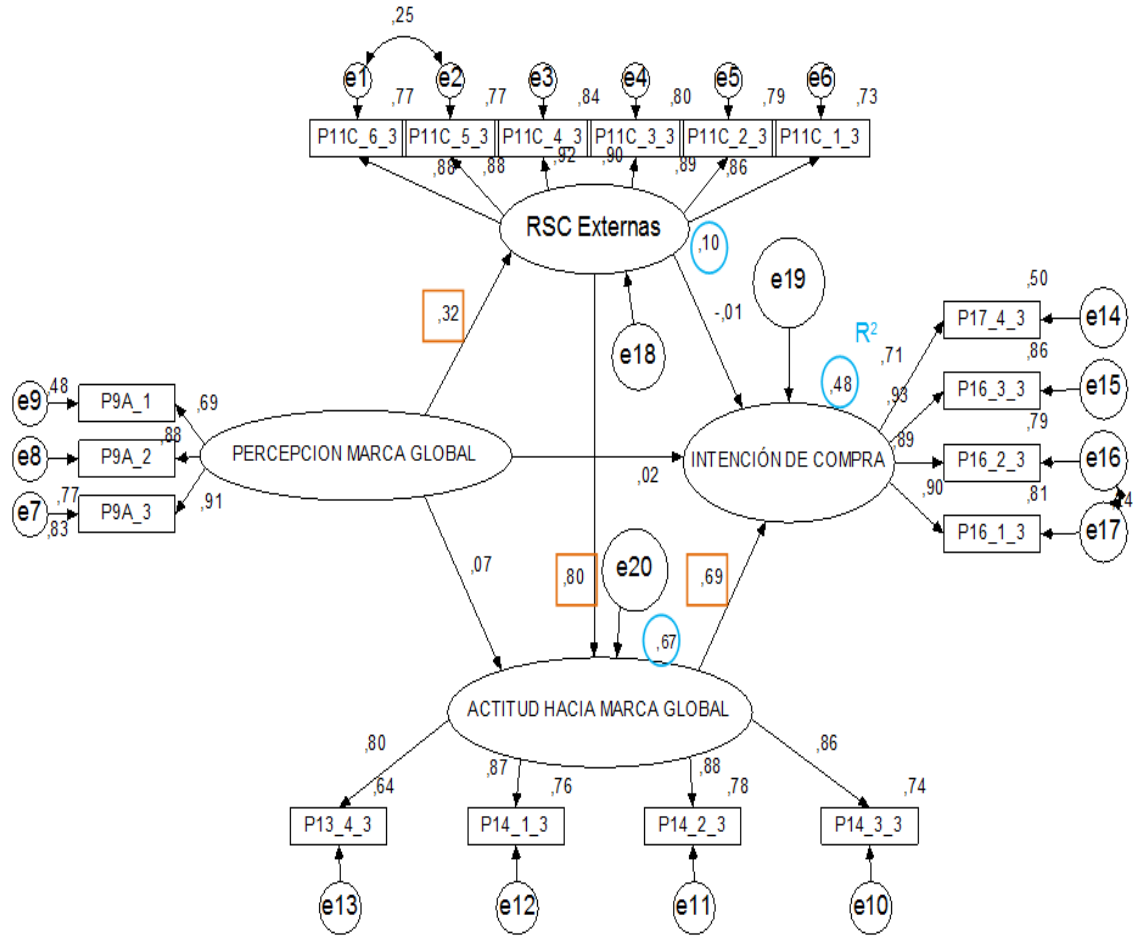 ,25
e1 e2 e3 e4 e5 e6
,77 ,77 ,84 ,80 ,79 ,73
P11C_6_3 P11C_5_3 P11C_4_3 P11C_3_3 P11C_2_3 P11C_1_3
,88 ,88 ,92 ,90 ,89 ,86
RSC Externas
,10
e19
,50
,32
-,01
P17_4_3 e14
R²
e18
,71
,86
e9 ,48 P9A_1 ,69
,48
,93
P16_3_3 e15
,88
,79
e8 P9A_2
PERCEPCION MARCA GLOBAL
INTENCIÓN DE COMPRA
,89
P16_2_3 e16
,02
,77
,90
,81
e7 P9A_3 ,91
,83
P16_1_3 e17
,07
,80
e20
,69
,67
ACTITUD HACIA MARCA GLOBAL
,80 ,87 ,88 ,86
,64 ,76 ,78 ,74
P13_4_3 P14_1_3 P14_2_3 P14_3_3
e13 e12 e11 e10